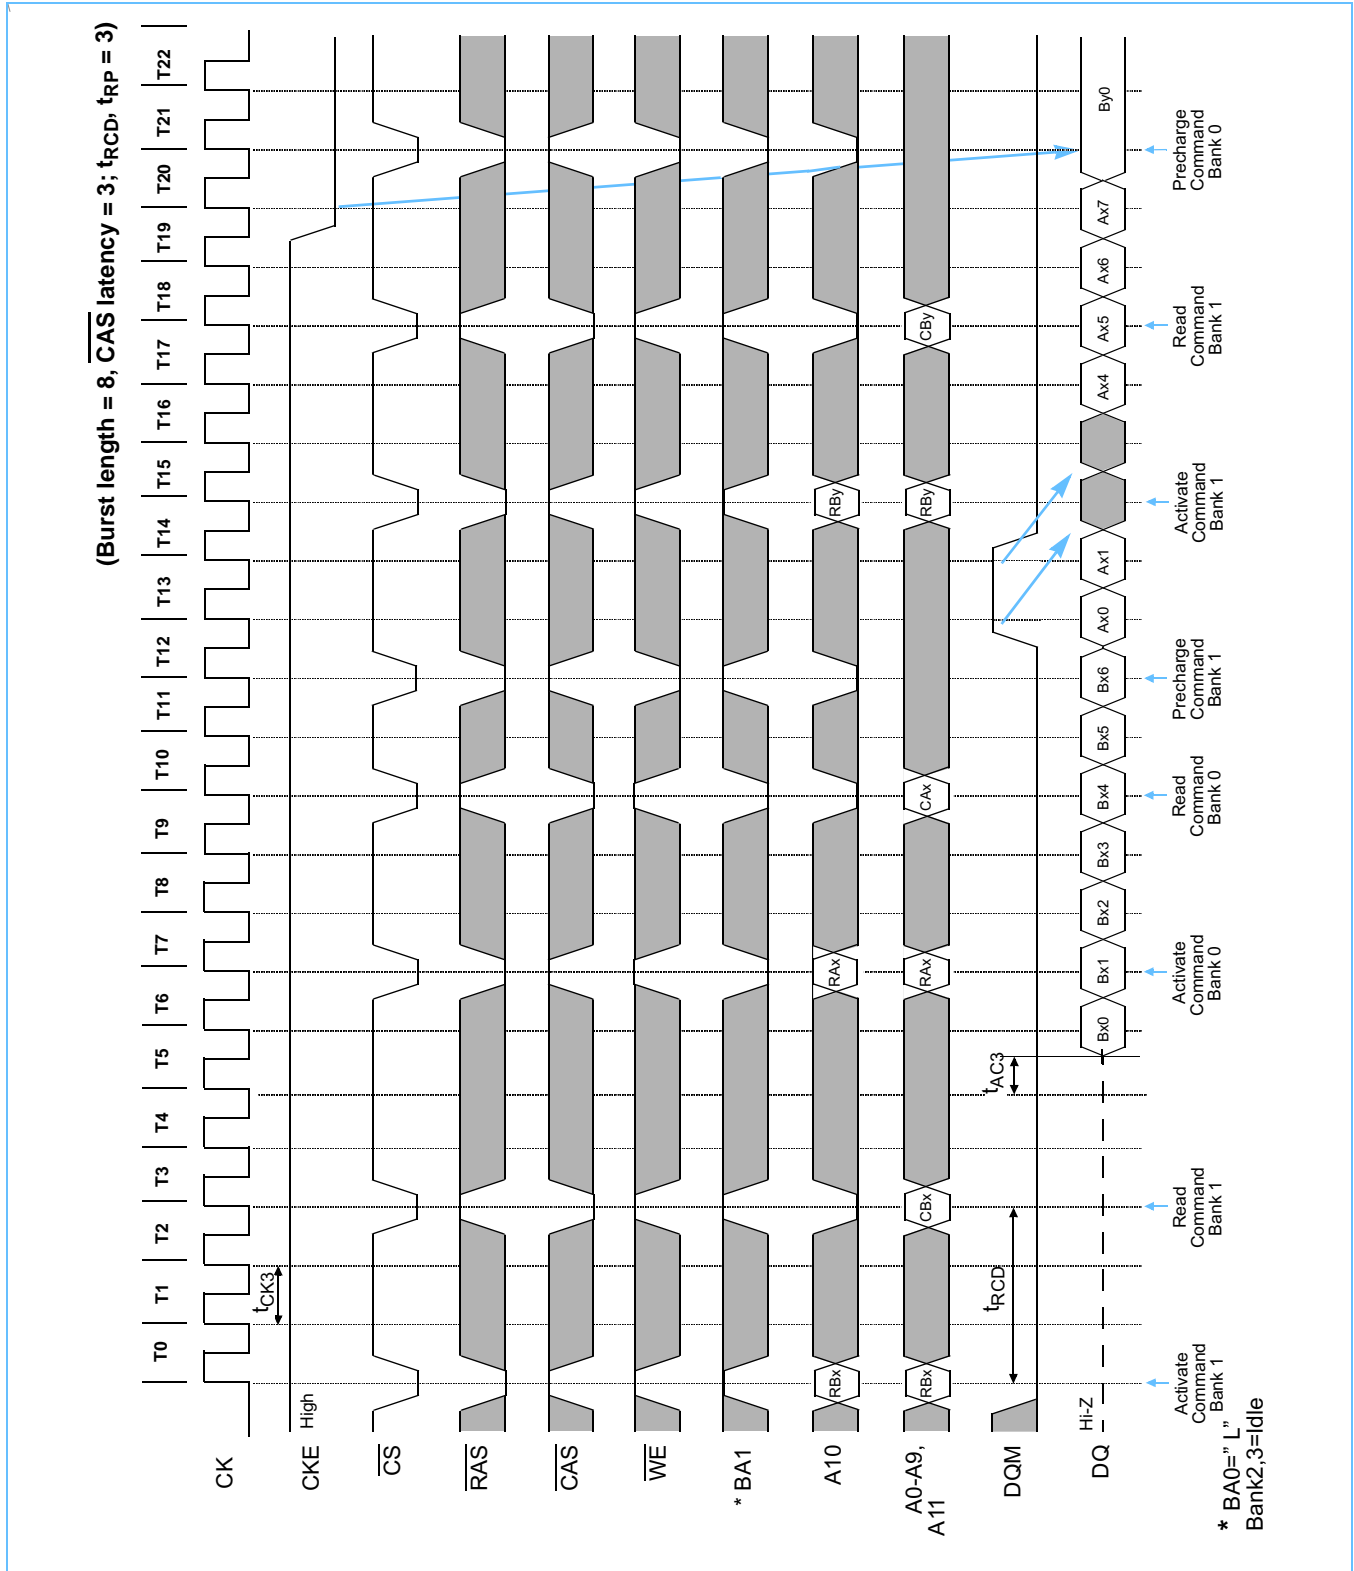 (Burst length = 8, CAS latency = 3; tRCD, tRP = 3)
T0 T1 T2 T3 T4 T5 T6 T7 T8 T9 T10 T11 T12 T13 T14 T15 T16 T17 T18 T19 T20 T21 T22
CK
tCK3
CKE
High
CS
RAS
CAS
WE
* BA1
A10
RBx RAx RBy
A0-A9,
A11
RBx CBx RAx CAx RBy CBy
DQM
tRCD
tAC3
DQ
Hi-Z
Bx0 Bx1 Bx2 Bx3 Bx4 Bx5 Bx6 Ax0 Ax1 Ax4 Ax5 Ax6 Ax7 By0
Activate
Command
Bank 1
Read
Command
Bank 1
Activate
Command
Bank 0
Read
Command
Bank 0
Precharge
Command
Bank 1
Activate
Command
Bank 1
Read
Command
Bank 1
Precharge
Command
Bank 0
* BA0=” L”
Bank2,3=Idle